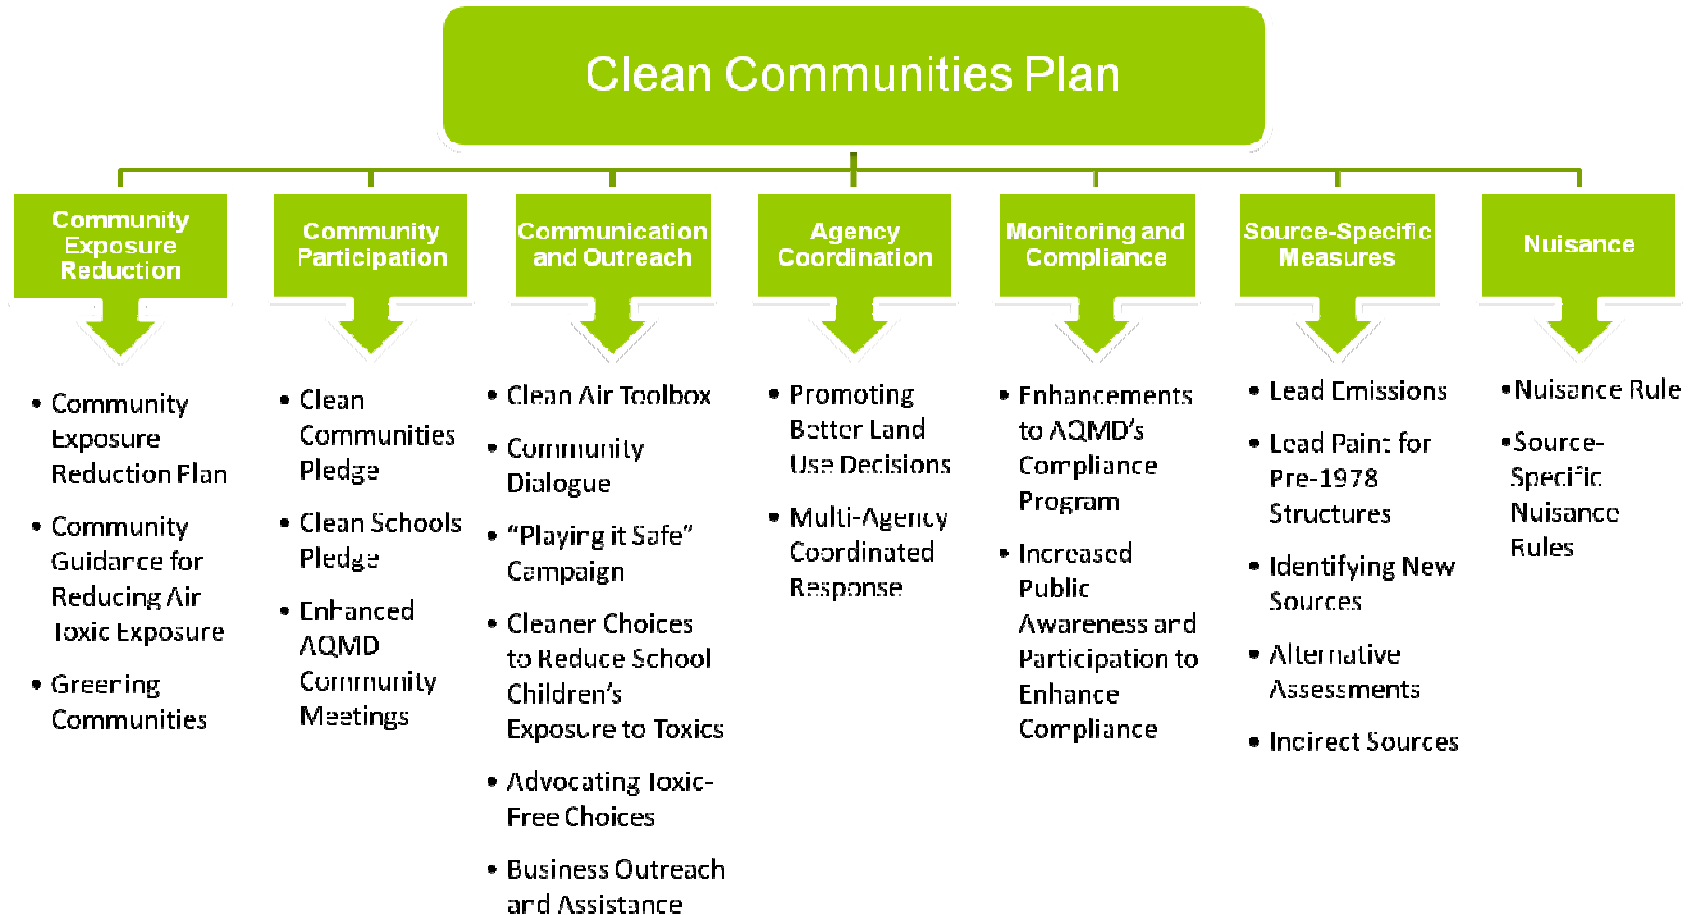 Clean Communities Plan
Community
Exposure
Reduction
• Community
Exposure
Reduction Plan
• Community
Guidance for
Reducing Air
Toxic Exposure
• Greening
Communities
Community
Participation
• Clean
Communities
Pledge
• Clean Schools
Pledge
• Enhanced
AQMD
Community
Meetings
Communication
and Outreach
• Clean Air Toolbox
• Community
Dialogue
• “Playing it Safe”
Campaign
• Cleaner Choices
to Reduce School
Children’s
Exposure to Toxics
• Advocating Toxic-
Free Choices
• Business Outreach
and Assistance
Agency
Coordination
• Promoting
Better Land
Use Decisions
• Multi-Agency
Coordinated
Response
Monitoring and
Compliance
• Enhancements
to AQMD’s
Compliance
Program
• Increased
Public
Awareness and
Participation to
Enhance
Compliance
Source-Specific
Measures
• Lead Emissions
• Lead Paint for
Pre-1978
Structures
• Identifying New
Sources
• Alternative
Assessments
• Indirect Sources
Nuisance
• Nuisance Rule
• Source-
Specific
Nuisance
Rules